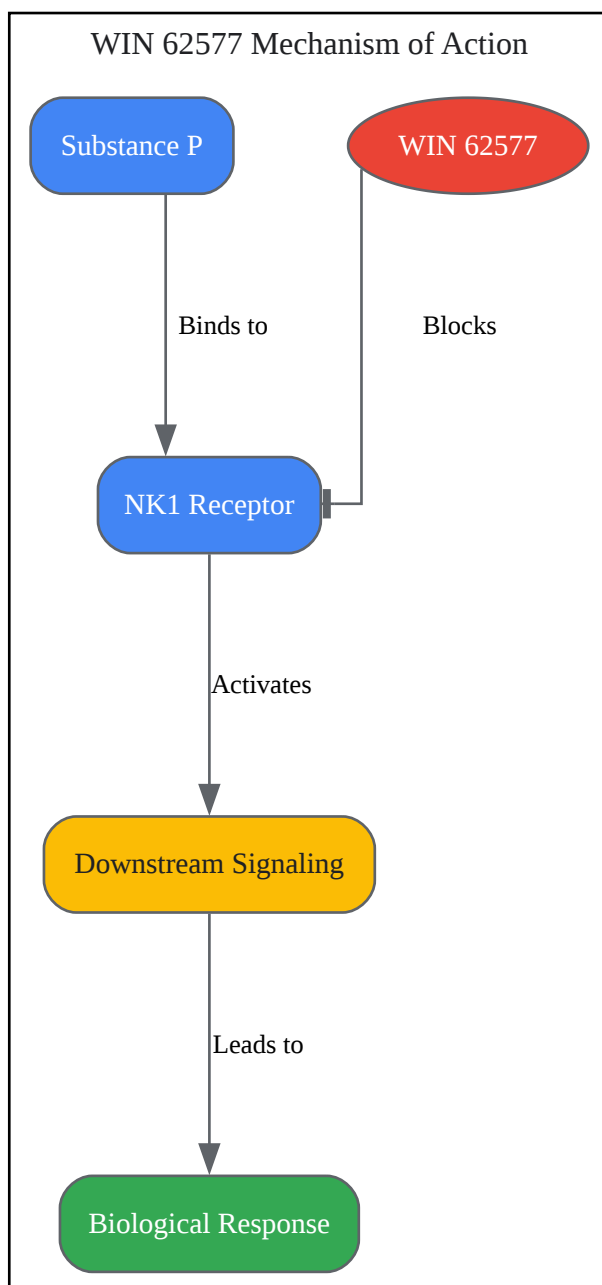 WIN 62577 Mechanism of Action
Substance P
WIN 62577
Binds to
Blocks
NK1 Receptor
Activates
Downstream Signaling
Leads to
Biological Response